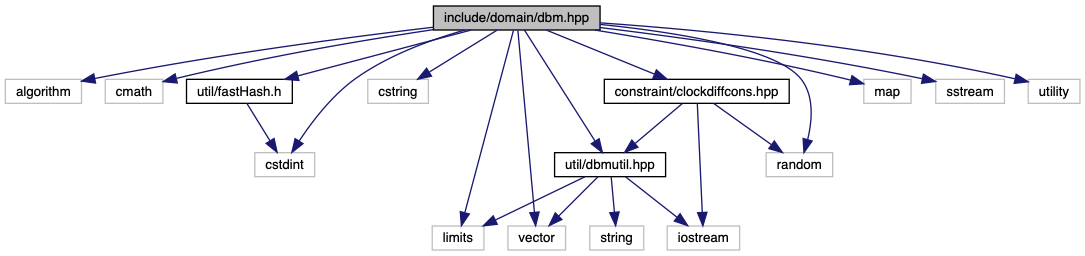 include/domain/dbm.hpp
algorithm
cmath
util/fastHash.h
cstring
constraint/clockdiffcons.hpp
map
sstream
utility
cstdint
util/dbmutil.hpp
random
limits
vector
string
iostream